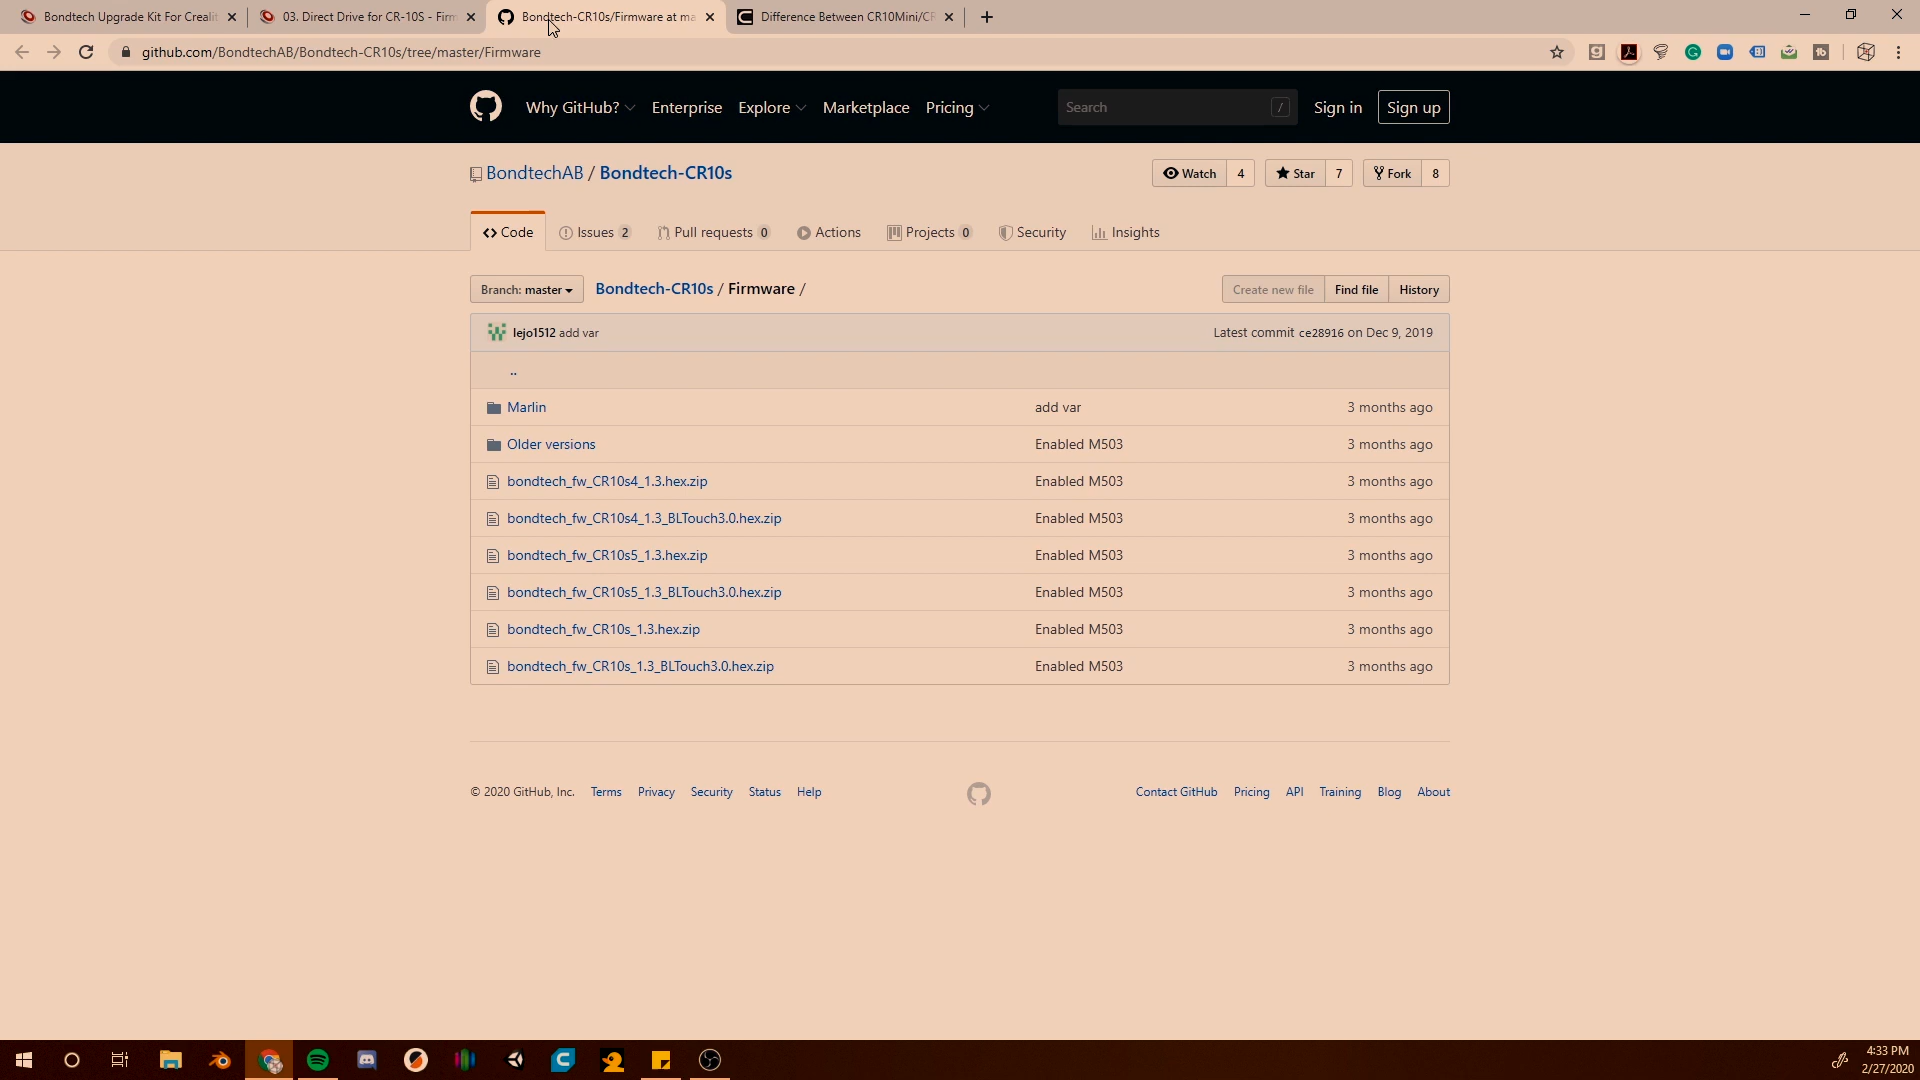 Bondtech Upgrade Kit For Creali
03. Direct Drive for CR-10S - Firm
Bondtech-CR10s/Firmware at ma
Difference Between CR10Mini/CR
github.com/BondtechAB/Bondtech-CR10s/tree/master/Firmware
Why GitHub?
Enterprise
Explore
Marketplace
Pricing
Search
/
Sign in
Sign up
BondtechAB / Bondtech-CR10s
Watch 4
Star 7
Fork 8
Code
Issues 2
Pull requests 0
Actions
Projects 0
Security
Insights
Branch: master
Bondtech-CR10s / Firmware /
Create new file
Find file
History
lejo1512 add var
Latest commit ce28916 on Dec 9, 2019
..
Marlin add var 3 months ago
Older versions Enabled M503 3 months ago
bondtech_fw_CR10s4_1.3.hex.zip Enabled M503 3 months ago
bondtech_fw_CR10s4_1.3_BLTouch3.0.hex.zip Enabled M503 3 months ago
bondtech_fw_CR10s5_1.3.hex.zip Enabled M503 3 months ago
bondtech_fw_CR10s5_1.3_BLTouch3.0.hex.zip Enabled M503 3 months ago
bondtech_fw_CR10s_1.3.hex.zip Enabled M503 3 months ago
bondtech_fw_CR10s_1.3_BLTouch3.0.hex.zip Enabled M503 3 months ago
© 2020 GitHub, Inc. Terms Privacy Security Status Help
Contact GitHub Pricing API Training Blog About
4:33 PM
2/27/2020